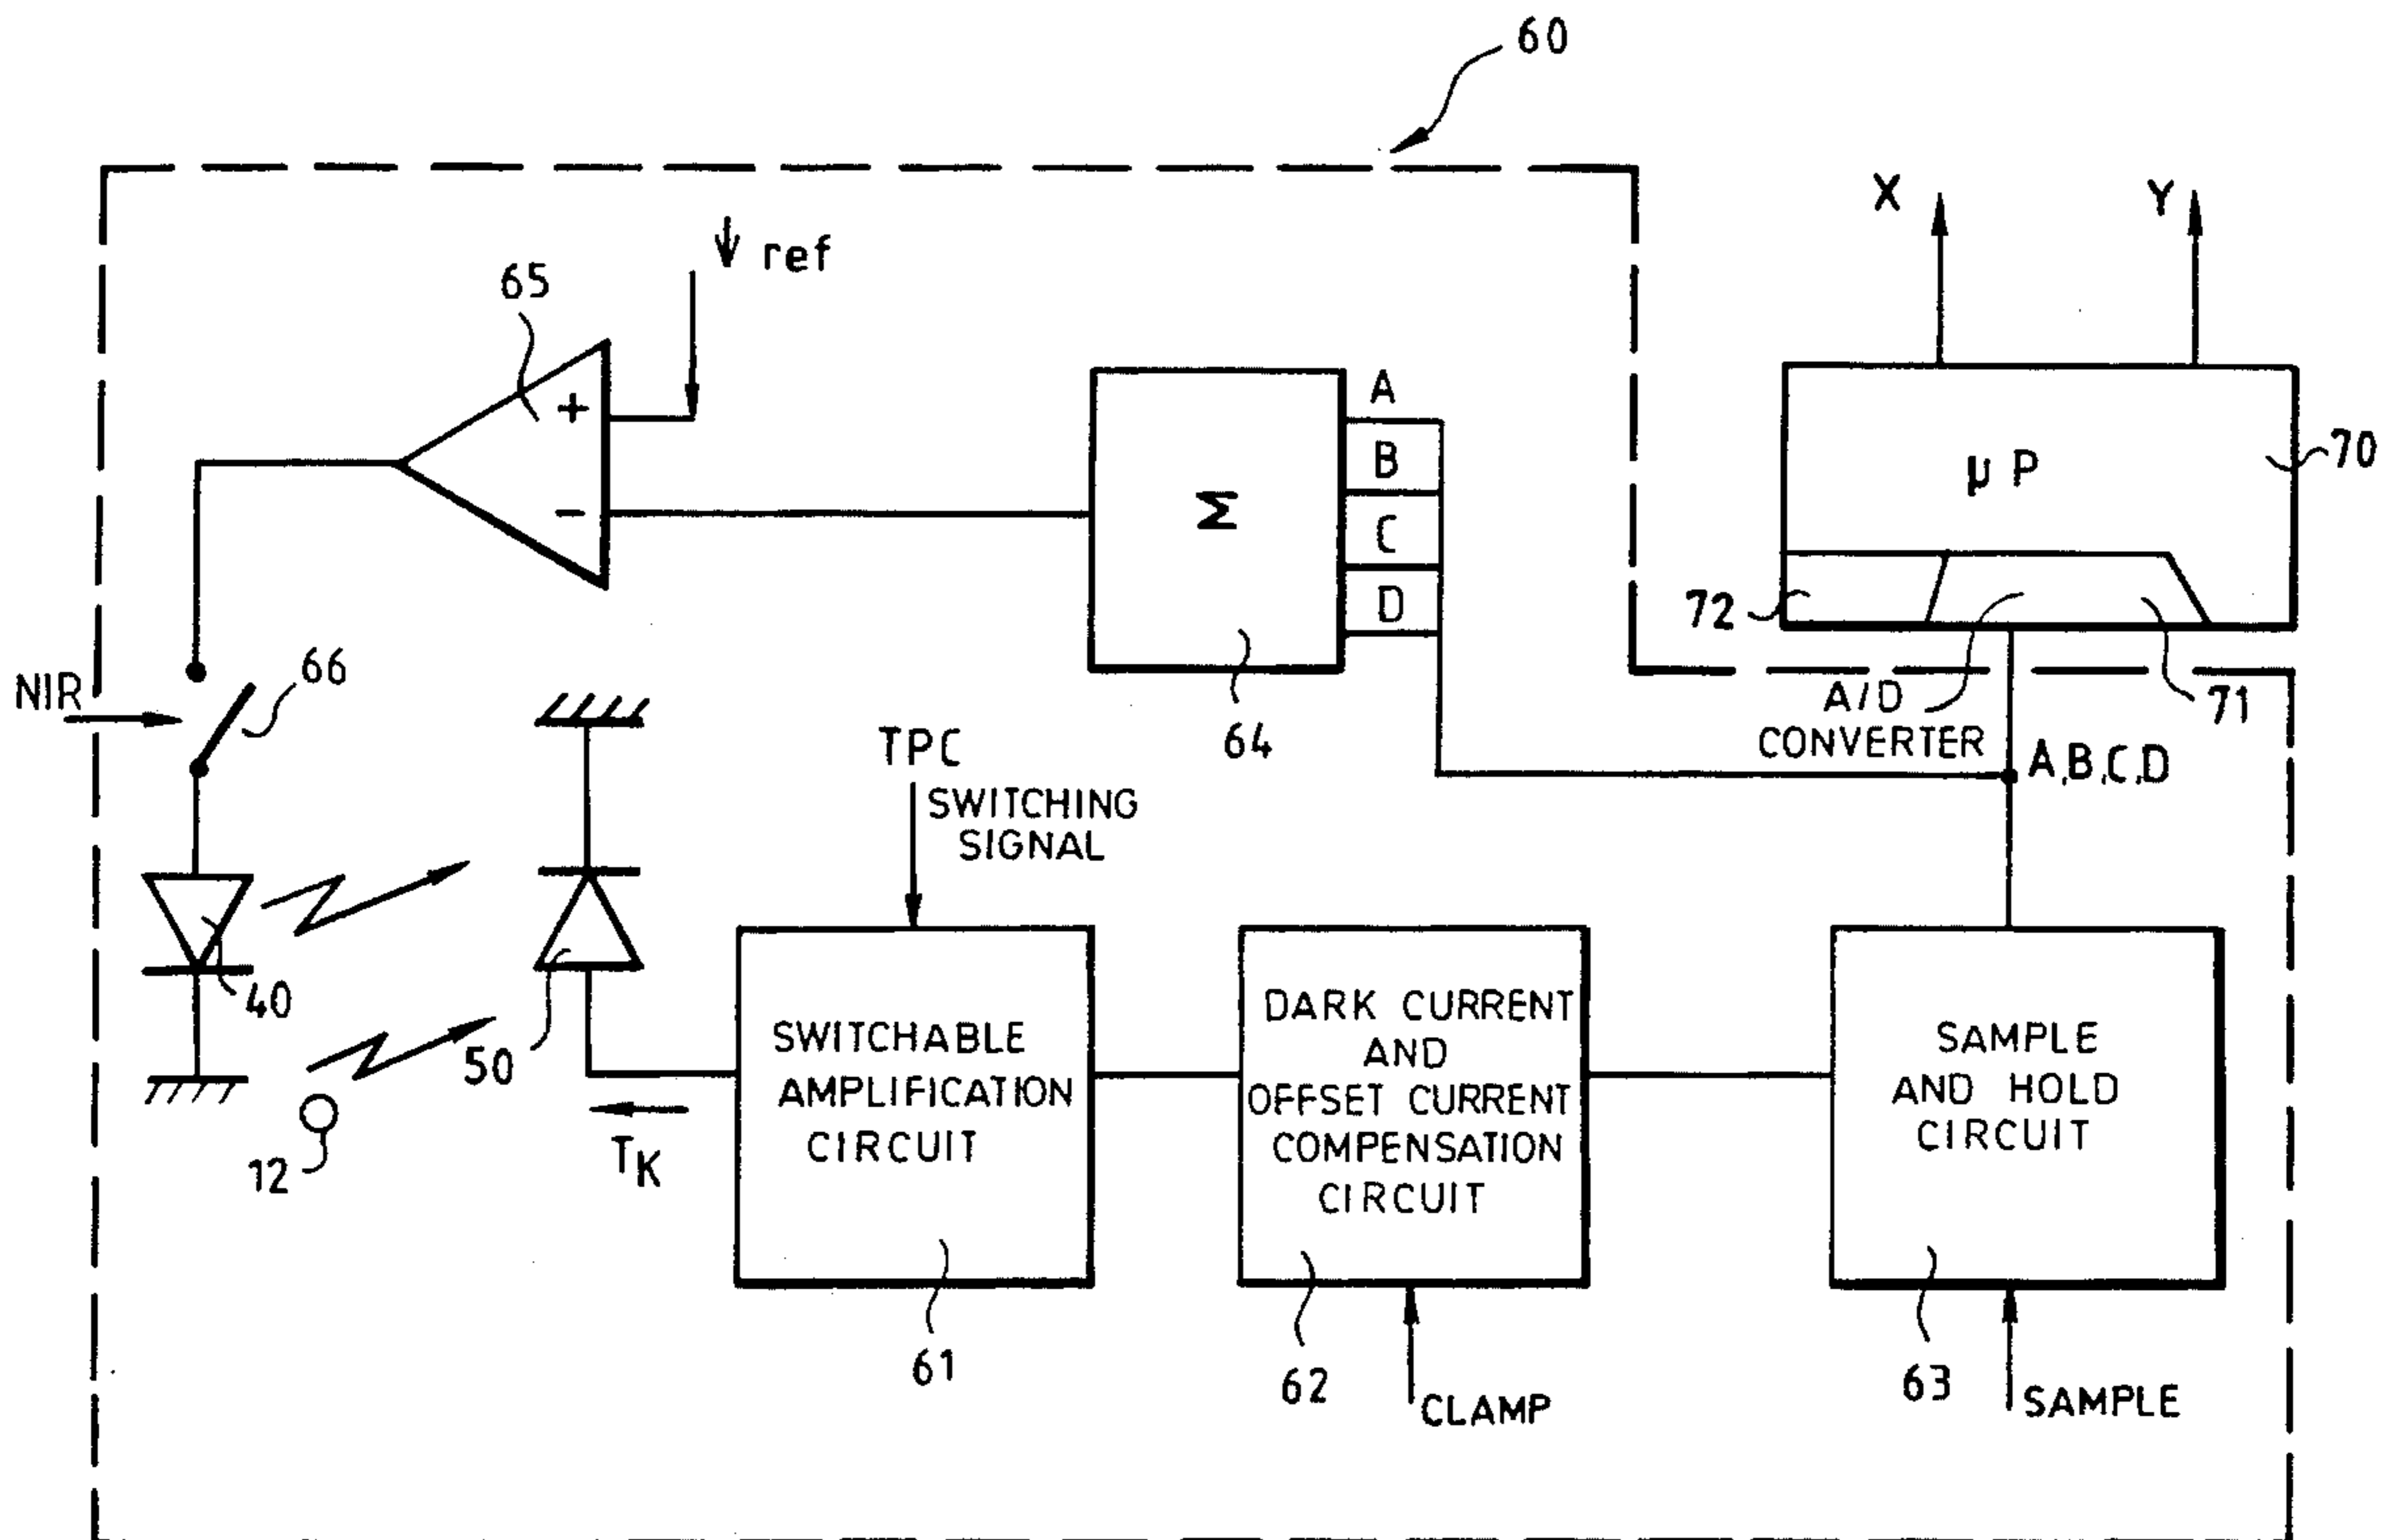 60
X
Y
ref
65
+
-
Σ
A
B
C
D
μP
70
72
71
A/D
CONVERTER
A,B,C,D
NIR
66
64
TPC
SWITCHING
SIGNAL
40
50
12
TK
SWITCHABLE
AMPLIFICATION
CIRCUIT
DARK CURRENT
AND
OFFSET CURRENT
COMPENSATION
CIRCUIT
SAMPLE
AND HOLD
CIRCUIT
61
62
63
CLAMP
SAMPLE